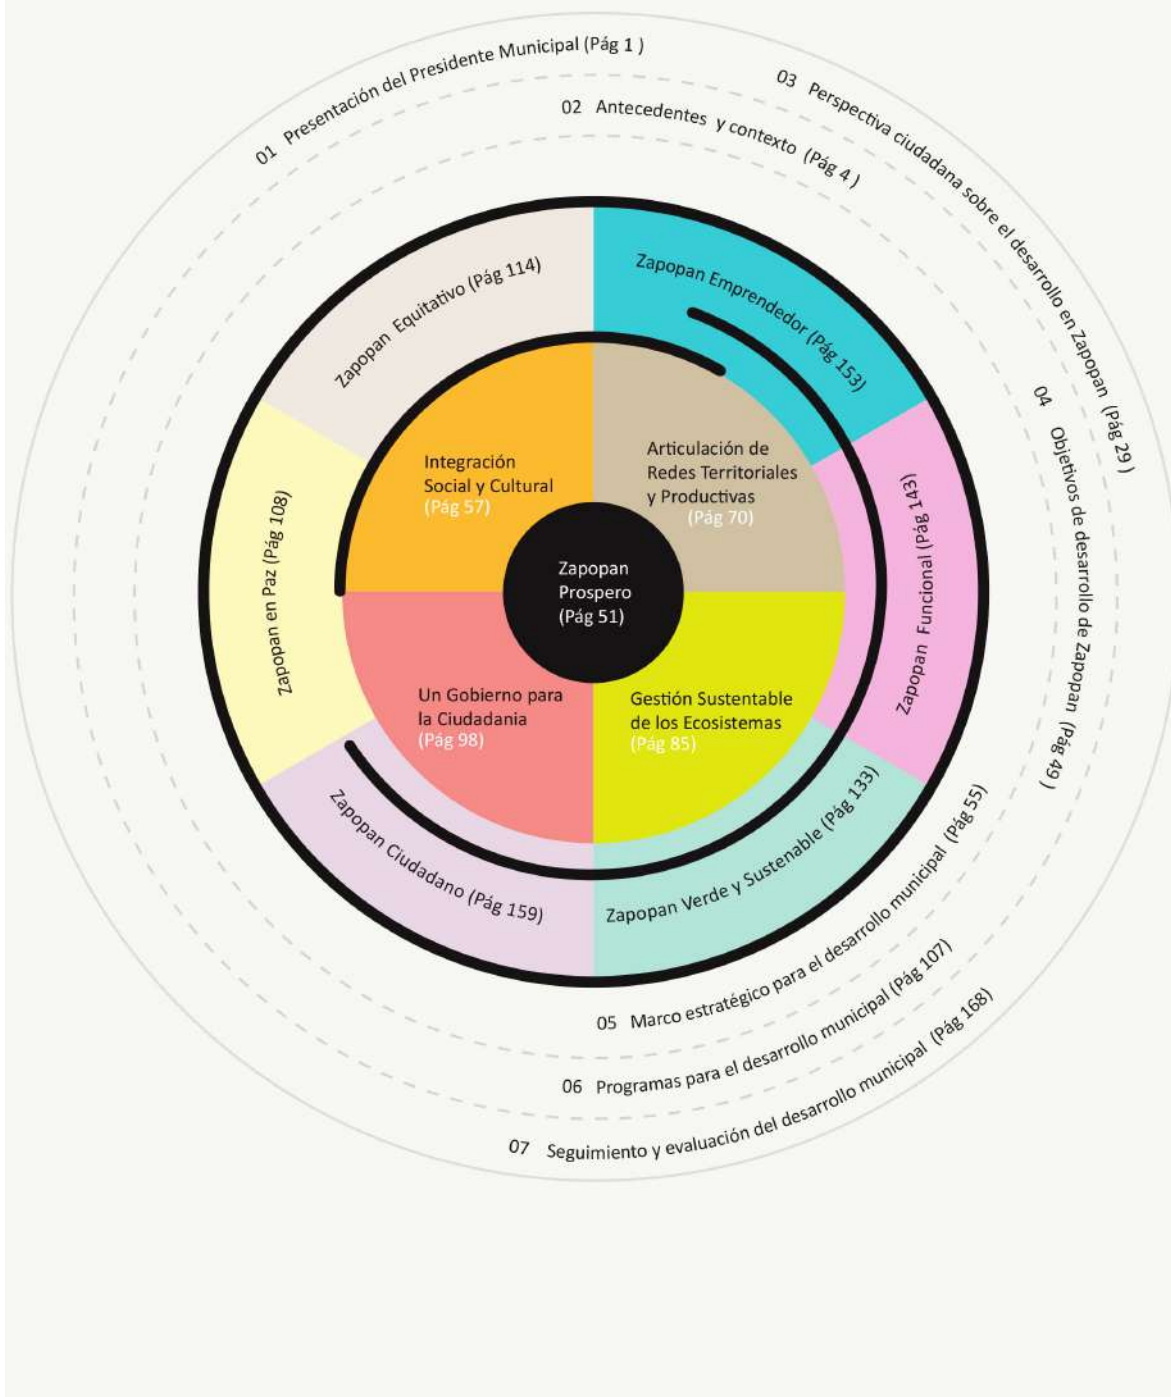 01 Presentación del Presidente Municipal (Pág 1 )
02 Antecedentes y contexto (Pág 4 )
03 Perspectiva ciudadana sobre el desarrollo en Zapopan (Pág 29 )
04 Objetivos de desarrollo de Zapopan (Pág 49 )
Zapopan Equitativo (Pág 114)
Zapopan Emprendedor (Pág 153)
Zapopan en Paz (Pág 108)
Zapopan Funcional (Pág 143)
Integración
Social y Cultural
(Pág 57)
Articulación de
Redes Territoriales
y Productivas
(Pág 70)
Zapopan
Prospero
(Pág 51)
Un Gobierno para
la Ciudadania
(Pág 98)
Gestión Sustentable
de los Ecosistemas
(Pág 85)
Zapopan Ciudadano (Pág 159)
Zapopan Verde y Sustenable (Pág 133)
05 Marco estratégico para el desarrollo municipal (Pág 55)
06 Programas para el desarrollo municipal (Pág 107)
07 Seguimiento y evaluación del desarrollo municipal (Pág 168)